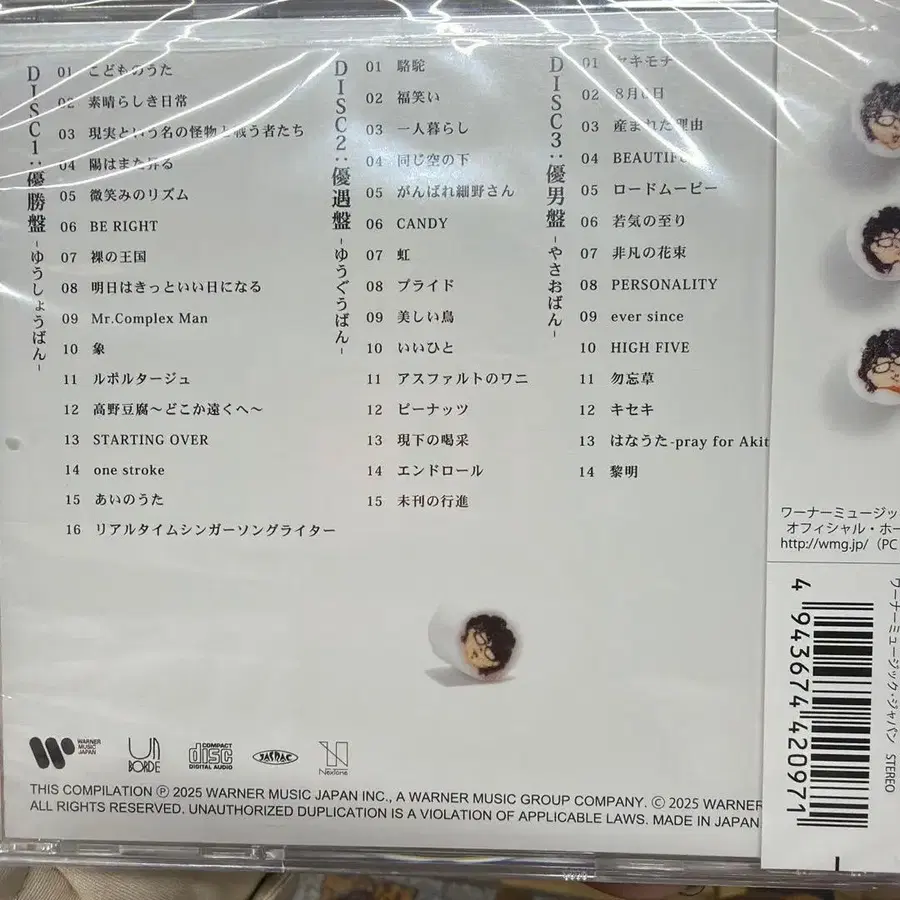 DISC1:優勝盤 -ゆうしょうばん-
01 こどものうた
02 素晴らしき日常
03 現実という名の怪物と戦う者たち
04 陽はまた昇る
05 微笑みのリズム
06 BE RIGHT
07 裸の王国
08 明日はきっといい日になる
09 Mr.Complex Man
10 象
11 ルポルタージュ
12 高野豆腐〜どこか遠くへ〜
13 STARTING OVER
14 one stroke
15 あいのうた
16 リアルタイムシンガーソングライター
DISC2:優遇盤 -ゆうぐうばん-
01 駱駝
02 福笑い
03 一人暮らし
04 同じ空の下
05 がんばれ細野さん
06 CANDY
07 虹
08 プライド
09 美しい鳥
10 いいひと
11 アスファルトのワニ
12 ピーナッツ
13 現下の喝采
14 エンドロール
15 未刊の行進
DISC3:優男盤 -やさおばん-
01 ヤキモチ
02 8月6日
03 産まれた理由
04 BEAUTIFU
05 ロードムービー
06 若気の至り
07 非凡の花束
08 PERSONALITY
09 ever since
10 HIGH FIVE
11 勿忘草
12 キセキ
13 はなうた-pray for Akit
14 黎明
ワーナーミュージッ
オフィシャル・ホー
http://wmg.jp/（PC
4 943674 420971
ワーナーミュージック・ジャパン STEREO
WARNER MUSIC JAPAN
UNBORDE
COMPACT disc DIGITAL AUDIO
JASRAC
NexTone
THIS COMPILATION Ⓟ 2025 WARNER MUSIC JAPAN INC., A WARNER MUSIC GROUP COMPANY. © 2025 WARNER
ALL RIGHTS RESERVED. UNAUTHORIZED DUPLICATION IS A VIOLATION OF APPLICABLE LAWS. MADE IN JAPAN